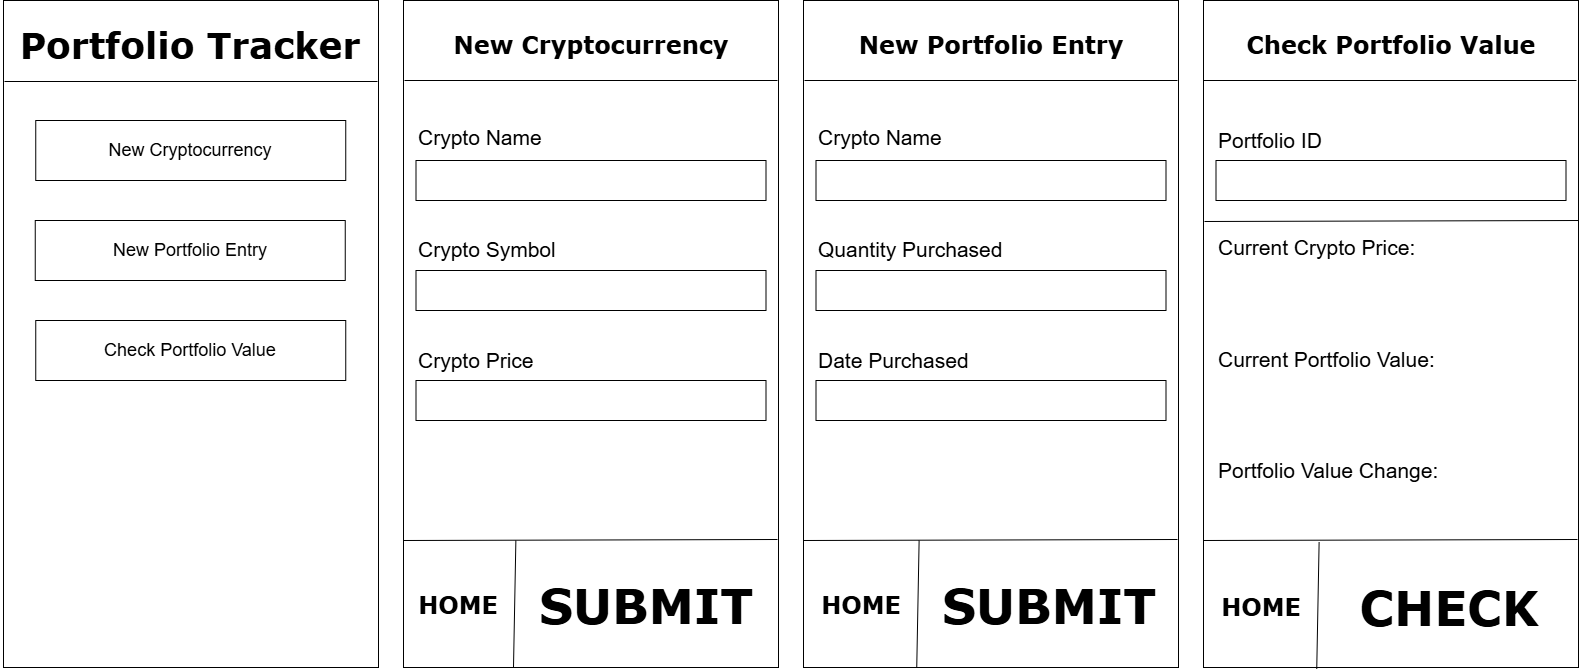 Portfolio Tracker
New Cryptocurrency
New Portfolio Entry
Check Portfolio Value
New Cryptocurrency
Crypto Name
Crypto Symbol
Crypto Price
HOME
SUBMIT
New Portfolio Entry
Crypto Name
Quantity Purchased
Date Purchased
HOME
SUBMIT
Check Portfolio Value
Portfolio ID
Current Crypto Price:
Current Portfolio Value:
Portfolio Value Change:
HOME
CHECK